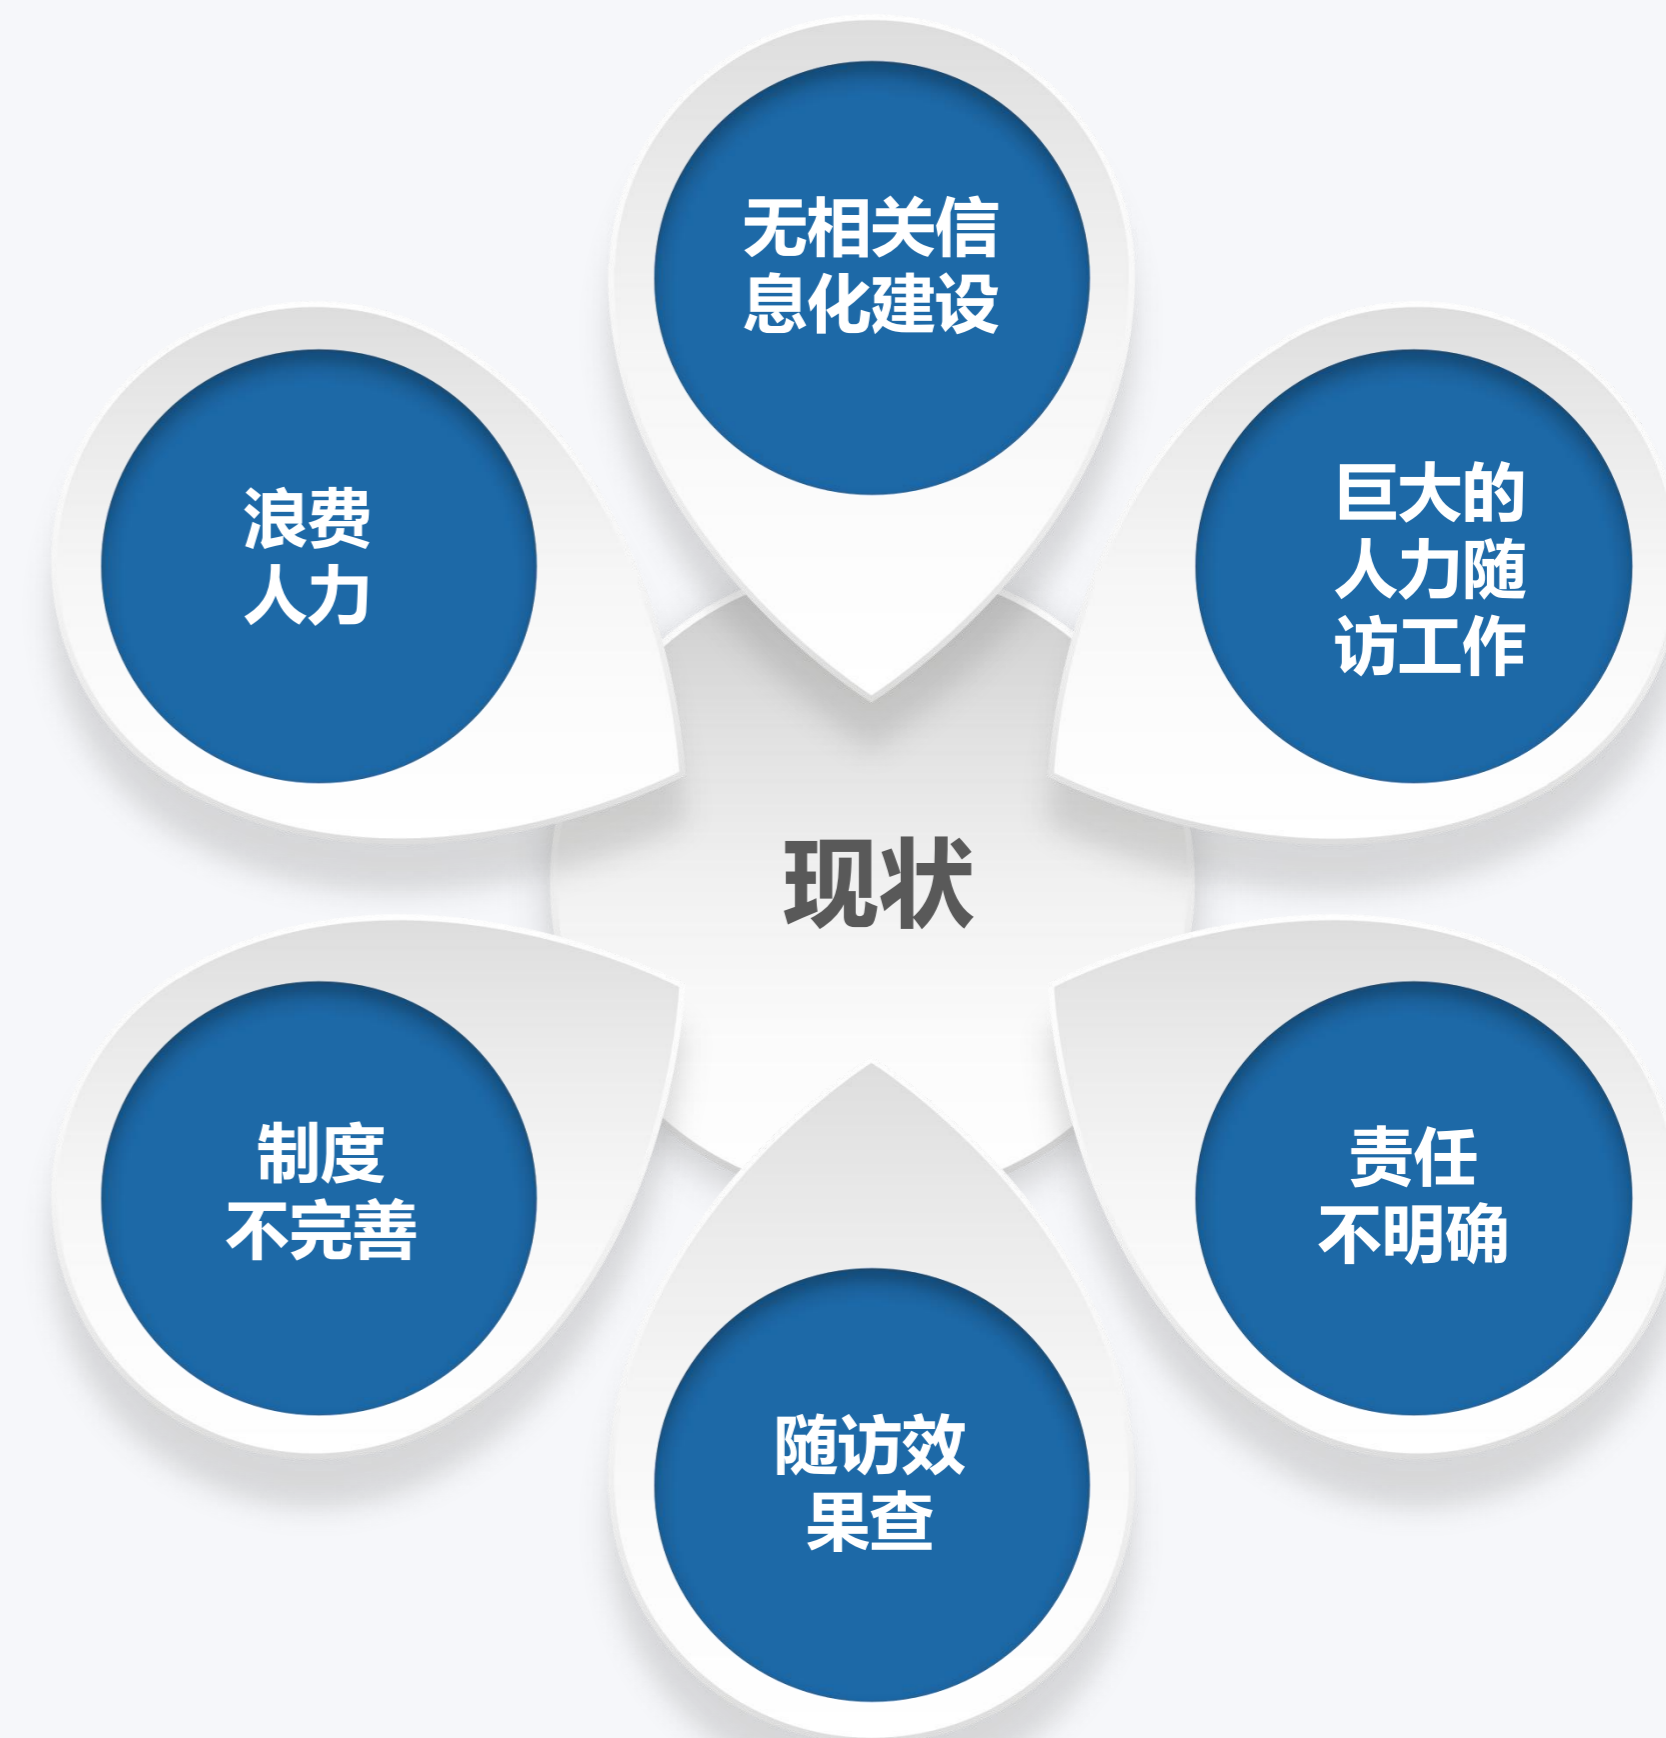 无相关信
息化建设
巨大的
人力随
访工作
责任
不明确
随访效
果查
制度
不完善
浪费
人力
现状